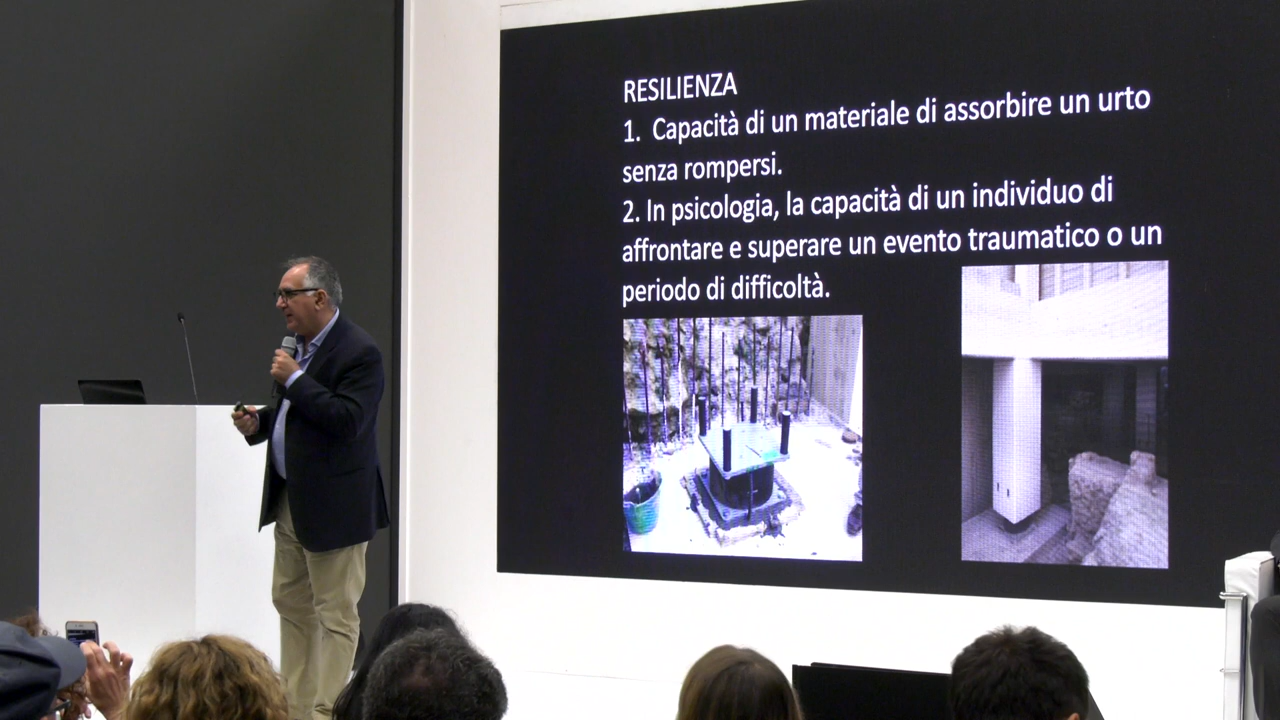 RESILIENZA
1. Capacità di un materiale di assorbire un urto
senza rompersi.
2. In psicologia, la capacità di un individuo di
affrontare e superare un evento traumatico o un
periodo di difficoltà.